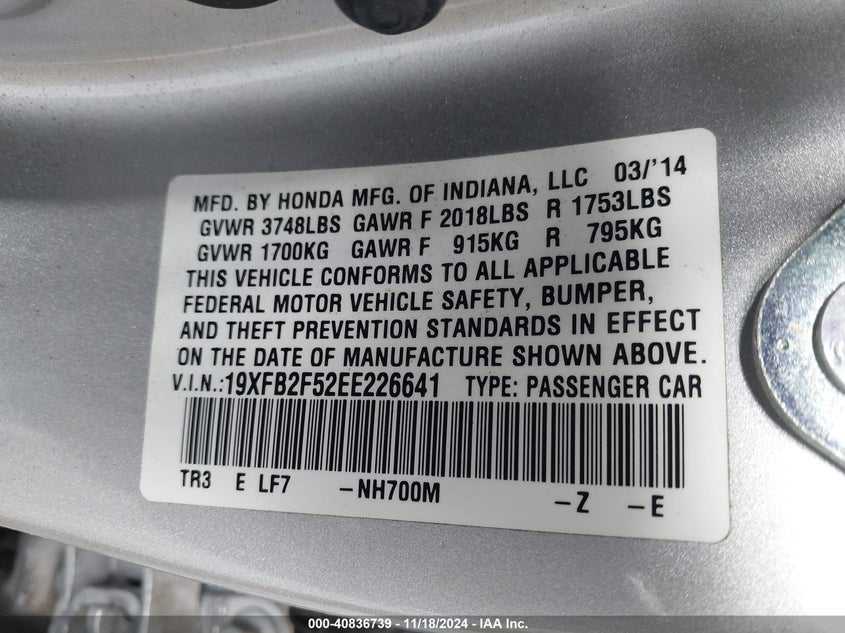 MFD. BY HONDA MFG. OF INDIANA, LLC 03/'14
GVWR 3748LBS GAWR F 2018LBS R 1753LBS
GVWR 1700KG GAWR F 915KG R 795KG
THIS VEHICLE CONFORMS TO ALL APPLICABLE
FEDERAL MOTOR VEHICLE SAFETY, BUMPER,
AND THEFT PREVENTION STANDARDS IN EFFECT
ON THE DATE OF MANUFACTURE SHOWN ABOVE.
V.I.N.:19XFB2F52EE226641 TYPE: PASSENGER CAR
TR3 E LF7 -NH700M -Z -E
000-40836739 - 11/18/2024 - IAA Inc.